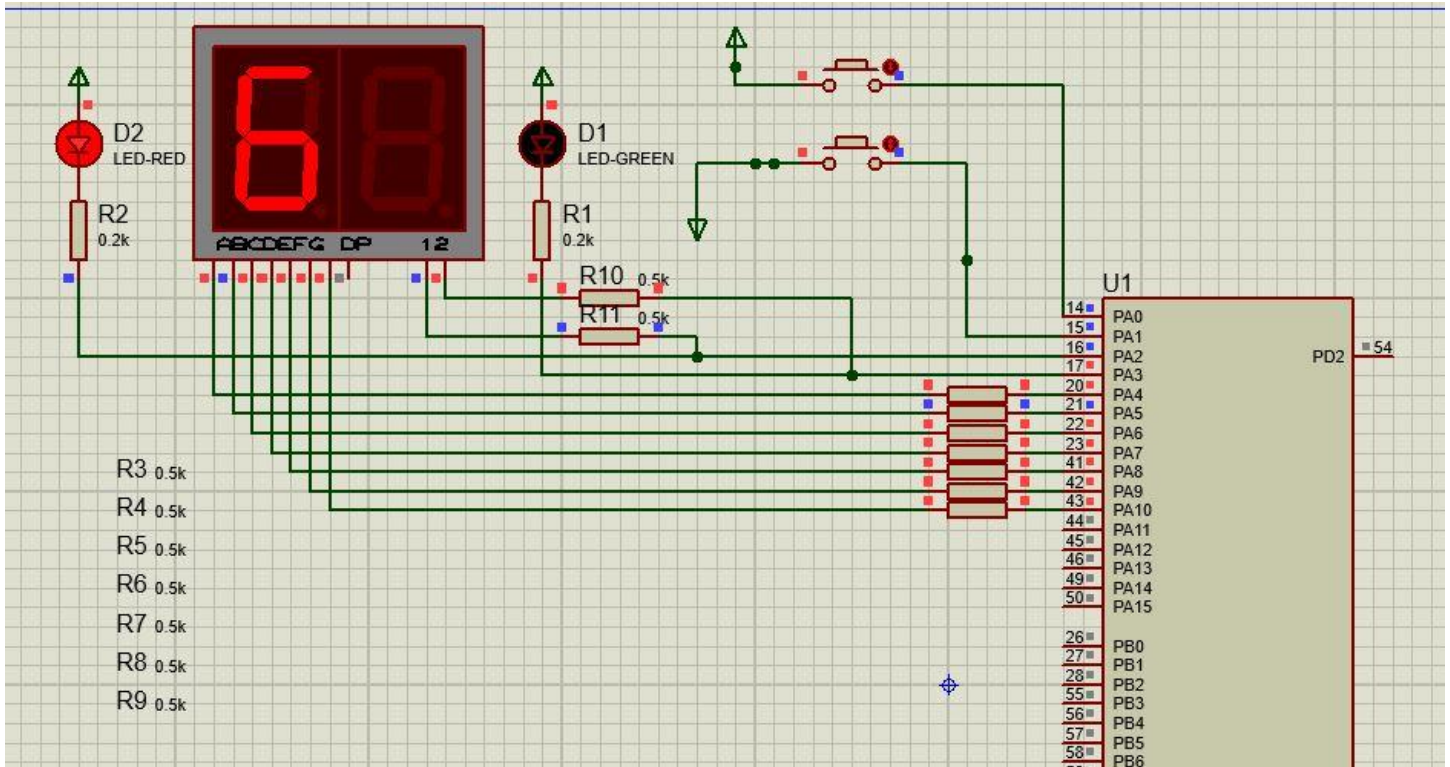 D2
LED-RED
R2
0.2k
ABCDEFG DP 12
D1
LED-GREEN
R1
0.2k
R10 0.5k
R11 0.5k
U1
14 PA0
15 PA1
16 PA2
17 PA3
20 PA4
21 PA5
22 PA6
23 PA7
41 PA8
42 PA9
43 PA10
44 PA11
45 PA12
46 PA13
49 PA14
50 PA15
26 PB0
27 PB1
28 PB2
55 PB3
56 PB4
57 PB5
58 PB6
PD2 54
R3 0.5k
R4 0.5k
R5 0.5k
R6 0.5k
R7 0.5k
R8 0.5k
R9 0.5k
6